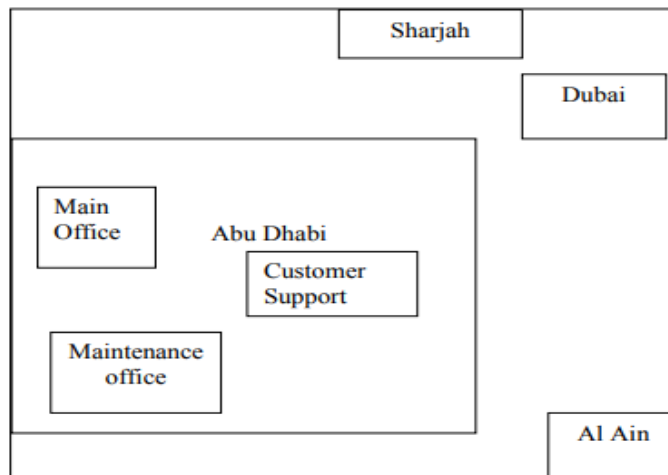 Sharjah
Dubai
Main
Office
Abu Dhabi
Customer
Support
Maintenance
office
Al Ain